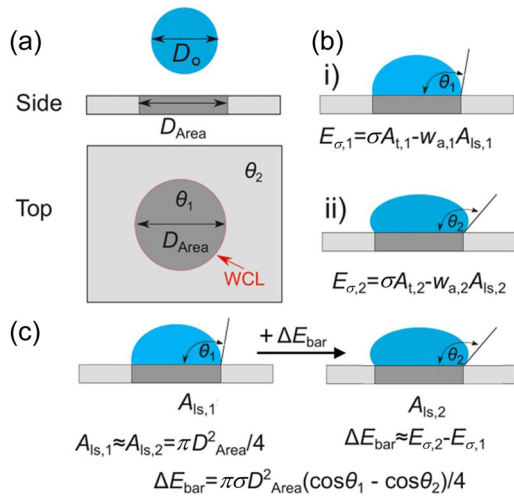 (a)
Dₒ
Side
D_Area
Top
θ₂
θ₁
D_Area
WCL
(b)
i)
θ₁
E_σ,1=σA_t,1-w_a,1A_ls,1
ii)
θ₂
E_σ,2=σA_t,2-w_a,2A_ls,2
(c)
θ₁
+ΔE_bar
θ₂
A_ls,1
A_ls,2
A_ls,1≈A_ls,2=πD²_Area/4
ΔE_bar≈E_σ,2-E_σ,1
ΔE_bar=πσD²_Area(cosθ₁ - cosθ₂)/4